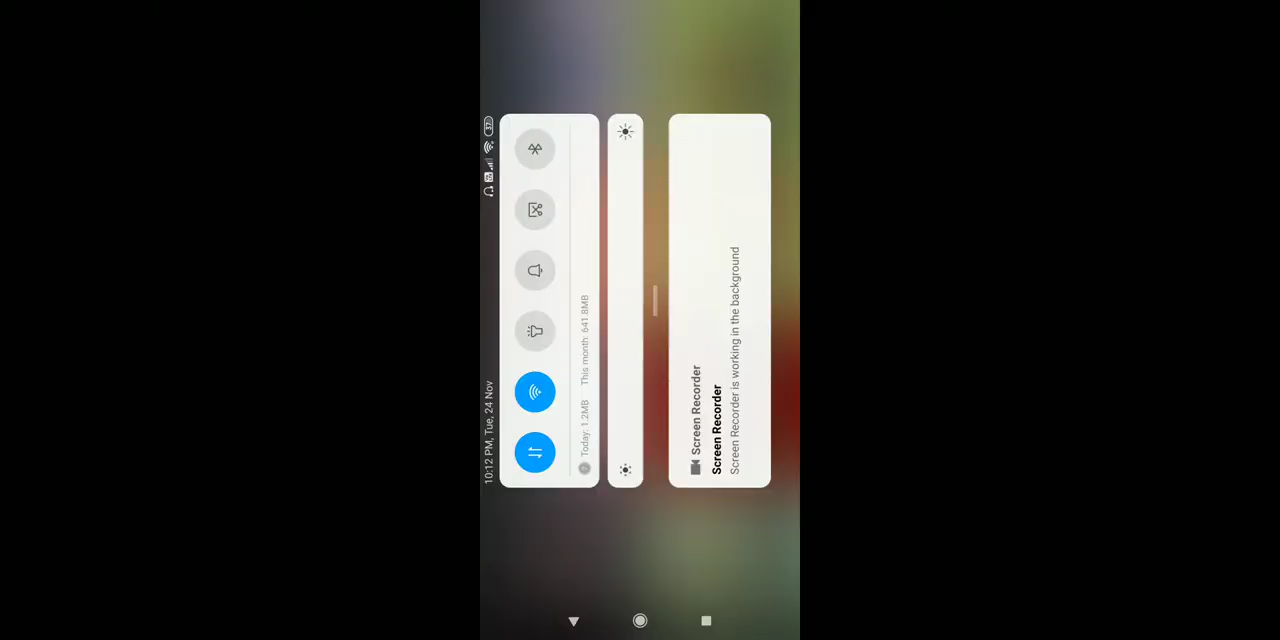 10:12 PM, Tue, 24 Nov
37
Today: 1.2MB This month: 641.8MB
Screen Recorder
Screen Recorder
Screen Recorder is working in the background